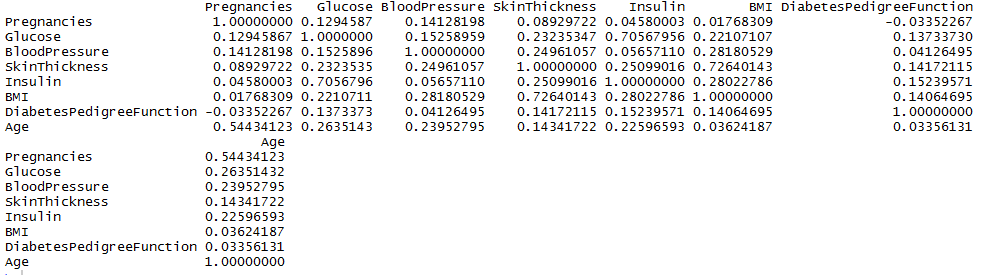 Pregnancies   Glucose BloodPressure SkinThickness    Insulin        BMI DiabetesPedigreeFunction
Pregnancies               1.00000000 0.1294587    0.14128198    0.08929722 0.04580003 0.01768309              -0.03352267
Glucose                   0.12945867 1.0000000    0.15258959    0.23235347 0.70567956 0.22107107               0.13733730
BloodPressure             0.14128198 0.1525896    1.00000000    0.24961057 0.05657110 0.28180529               0.04126495
SkinThickness             0.08929722 0.2323535    0.24961057    1.00000000 0.25099016 0.72640143               0.14172115
Insulin                   0.04580003 0.7056796    0.05657110    0.25099016 1.00000000 0.28022786               0.15239571
BMI                       0.01768309 0.2210711    0.28180529    0.72640143 0.28022786 1.00000000               0.14064695
DiabetesPedigreeFunction -0.03352267 0.1373373    0.04126495    0.14172115 0.15239571 0.14064695               1.00000000
Age                       0.54434123 0.2635143    0.23952795    0.14341722 0.22596593 0.03624187               0.03356131
                                Age
Pregnancies              0.54434123
Glucose                  0.26351432
BloodPressure            0.23952795
SkinThickness            0.14341722
Insulin                  0.22596593
BMI                      0.03624187
DiabetesPedigreeFunction 0.03356131
Age                      1.00000000